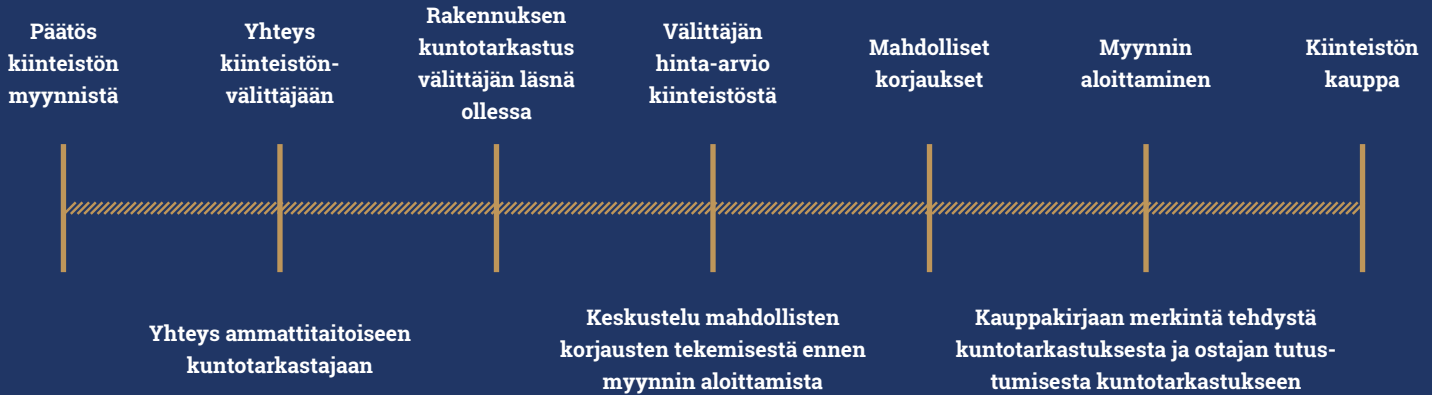 Päätös
kiinteistön
myynnistä
Yhteys
kiinteistön-
välittäjään
Rakennuksen
kuntotarkastus
välittäjän läsnä
ollessa
Välittäjän
hinta-arvio
kiinteistöstä
Mahdolliset
korjaukset
Myynnin
aloittaminen
Kiinteistön
kauppa
Yhteys ammattitaitoiseen
kuntotarkastajaan
Keskustelu mahdollisten
korjausten tekemisestä ennen
myynnin aloittamista
Kauppakirjaan merkintä tehdystä
kuntotarkastuksesta ja ostajan tutus-
tumisesta kuntotarkastukseen